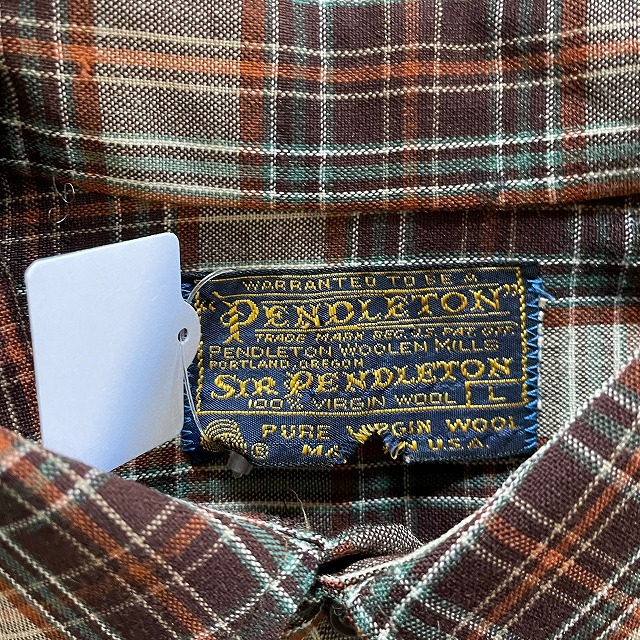 WARRANTED TO BE A
"PENDLETON"
TRADE MARK REG. U.S. PAT. OFF.
PENDLETON WOOLEN MILLS
PORTLAND, OREGON
SIR PENDLETON
100% VIRGIN WOOL L
PURE VIRGIN WOOL
® MA N U.S.A.